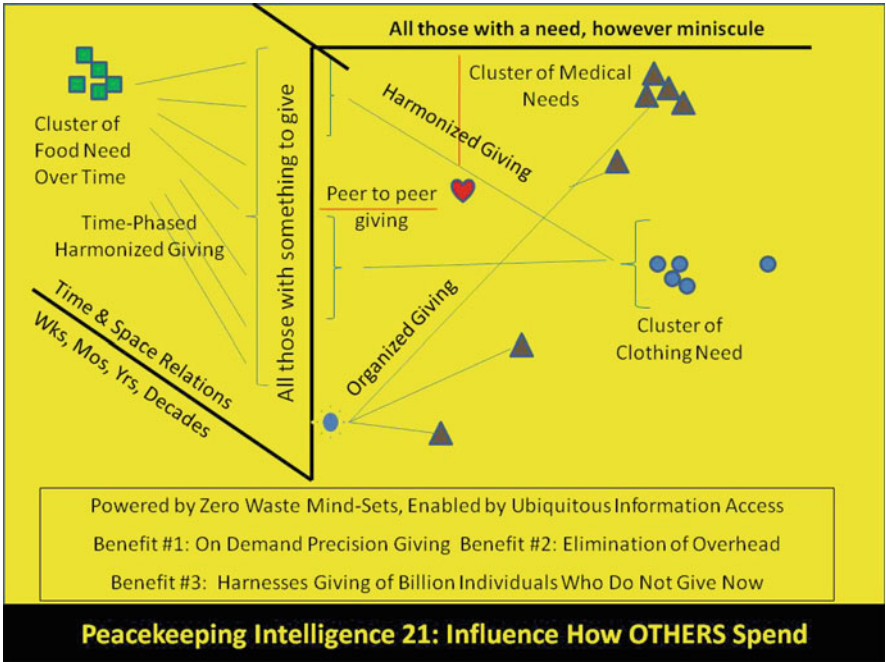 All those with a need, however miniscule
Cluster of
Food Need
Over Time
Time-Phased
Harmonized Giving
Time & Space Relations
Wks, Mos, Yrs, Decades
All those with something to give
Harmonized Giving
Cluster of Medical
Needs
Peer to peer
giving
Organized Giving
Cluster of
Clothing Need
Powered by Zero Waste Mind-Sets, Enabled by Ubiquitous Information Access
Benefit #1: On Demand Precision Giving Benefit #2: Elimination of Overhead
Benefit #3: Harnesses Giving of Billion Individuals Who Do Not Give Now
Peacekeeping Intelligence 21: Influence How OTHERS Spend